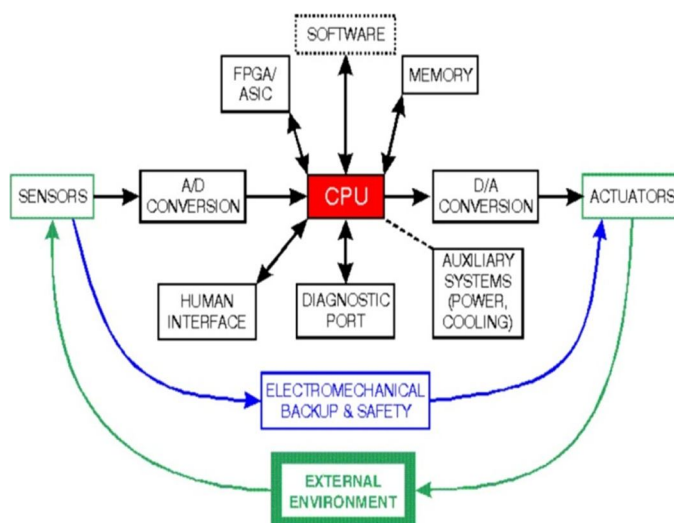 SOFTWARE
FPGA/
ASIC
MEMORY
SENSORS
A/D
CONVERSION
CPU
D/A
CONVERSION
ACTUATORS
HUMAN
INTERFACE
DIAGNOSTIC
PORT
AUXILIARY
SYSTEMS
(POWER,
COOLING)
ELECTROMECHANICAL
BACKUP & SAFETY
EXTERNAL
ENVIRONMENT